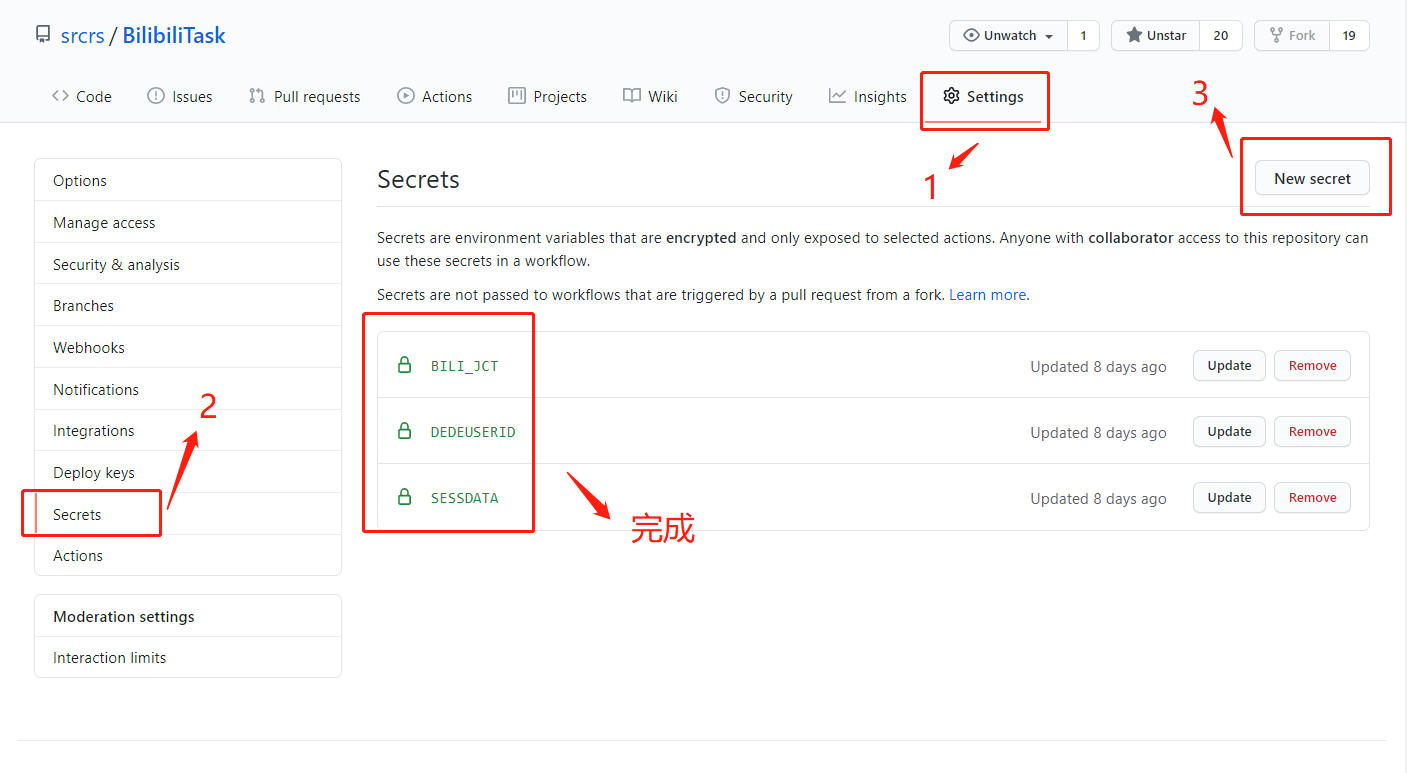 srcrs / BilibiliTask
Unwatch 1 Unstar 20 Fork 19
Code Issues Pull requests Actions Projects Wiki Security Insights Settings
3
1
Options
Manage access
Security & analysis
Branches
Webhooks
Notifications
Integrations
Deploy keys
Secrets
Actions
2
Moderation settings
Interaction limits
Secrets
New secret
Secrets are environment variables that are encrypted and only exposed to selected actions. Anyone with collaborator access to this repository can
use these secrets in a workflow.
Secrets are not passed to workflows that are triggered by a pull request from a fork. Learn more.
BILI_JCT Updated 8 days ago Update Remove
DEDEUSERID Updated 8 days ago Update Remove
SESSDATA Updated 8 days ago Update Remove
完成